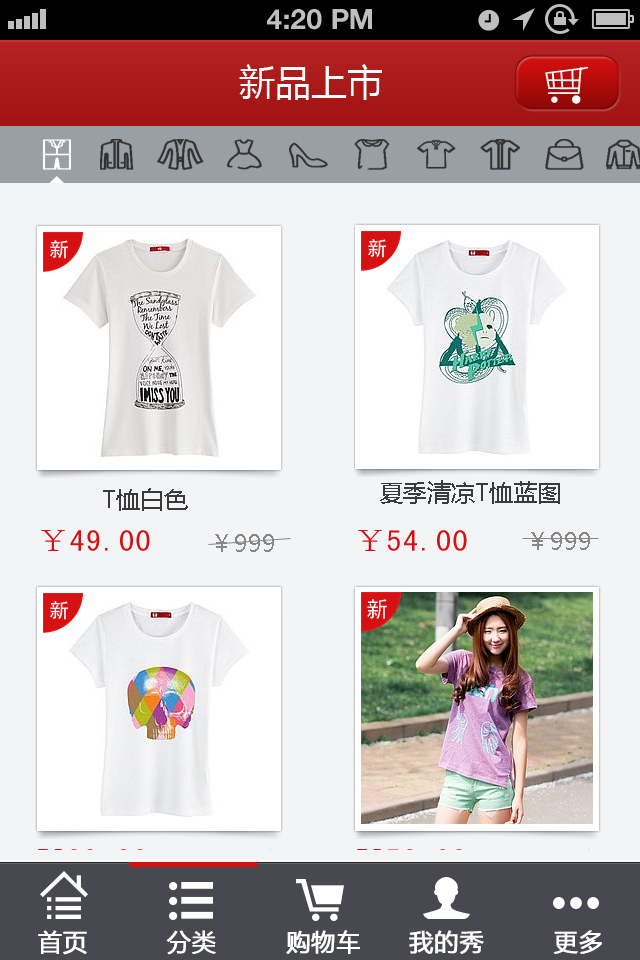 4:20 PM
新品上市
新
新
The Sandglass
Remembers
The Time
We Lost
ON ME, YOUR
I MISS YOU
T恤白色
夏季清凉T恤蓝图
￥49.00
￥999
￥54.00
￥999
新
新
首页
分类
购物车
我的秀
更多